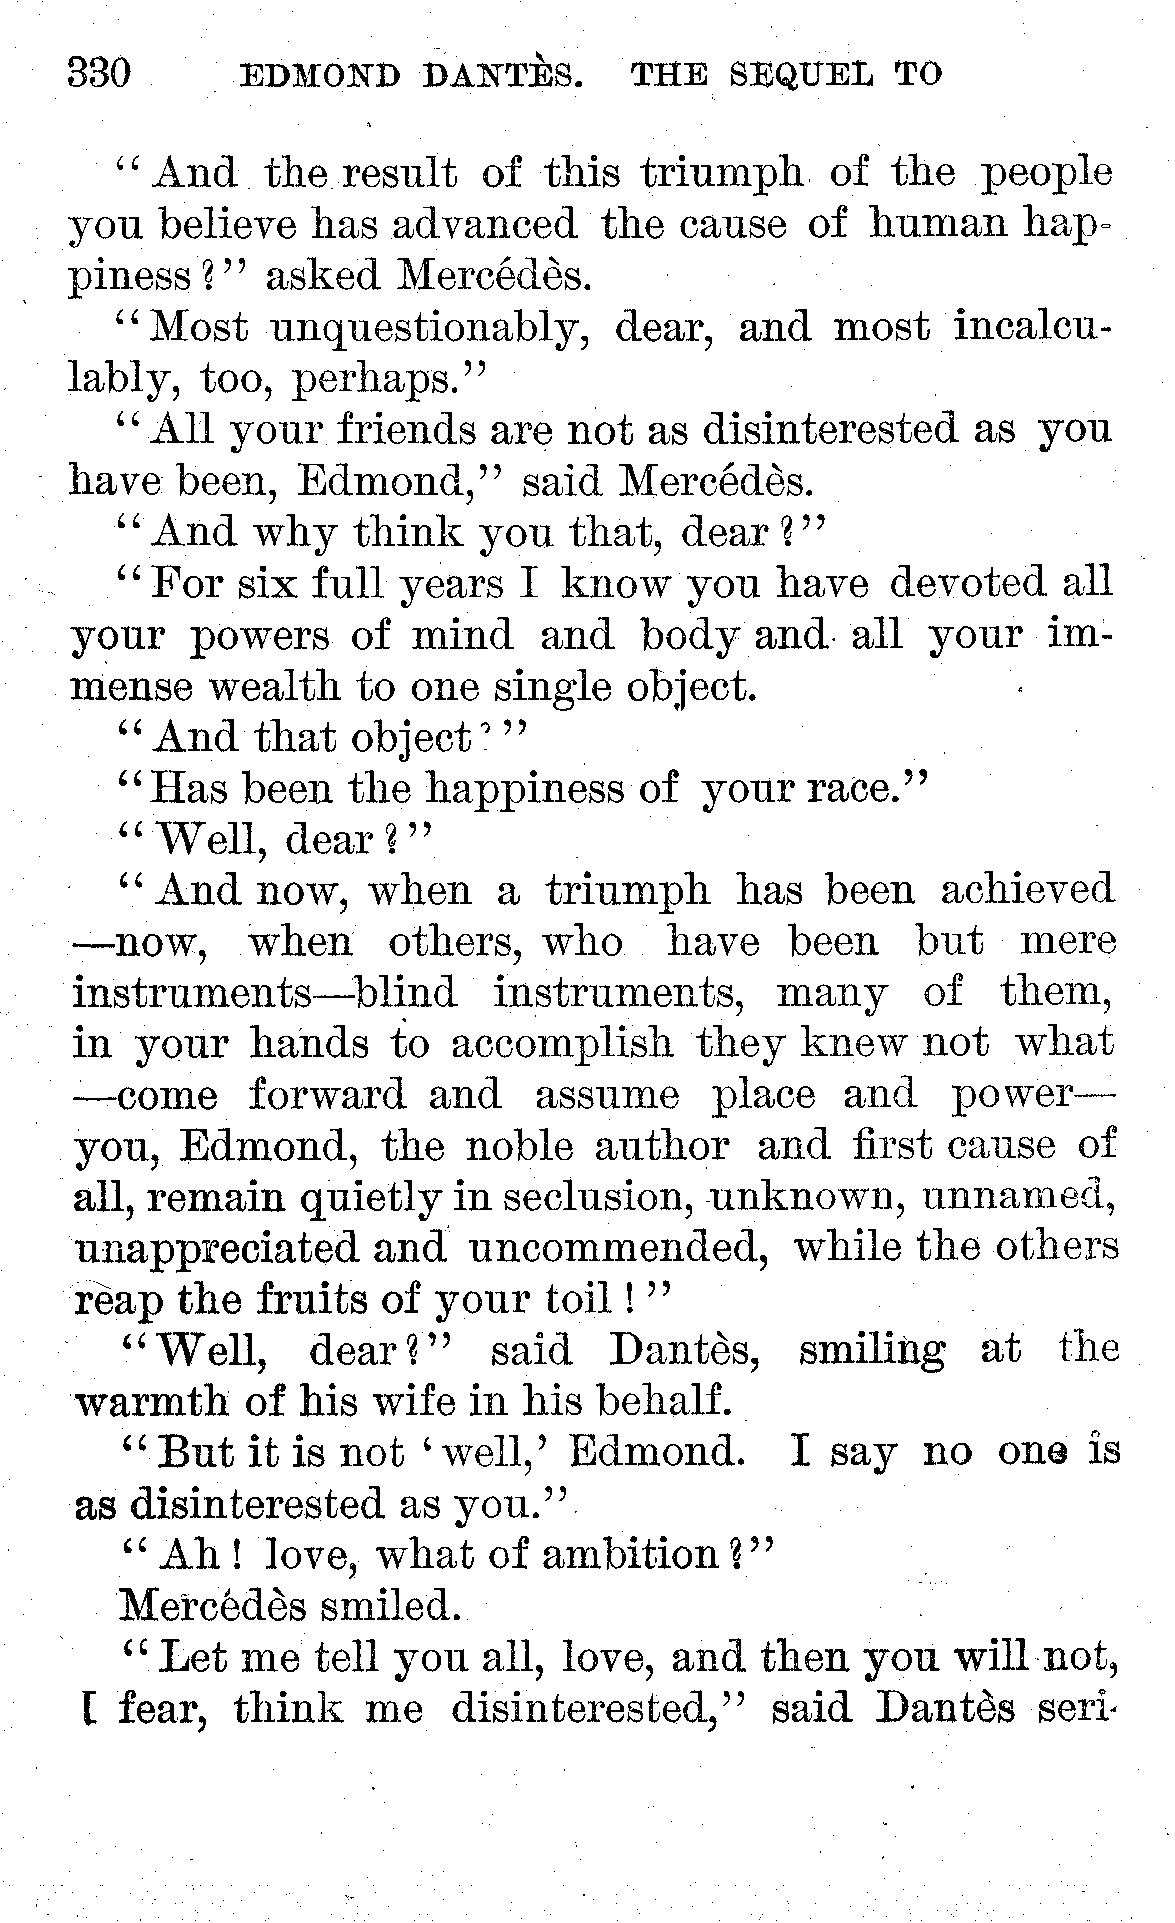 330 EDMOND DANTÈS. THE SEQUEL TO
“And the result of this triumph of the people
you believe has advanced the cause of human hap-
piness?” asked Mercédès.
“Most unquestionably, dear, and most incalcu-
lably, too, perhaps.”
“All your friends are not as disinterested as you
have been, Edmond,” said Mercédès.
“And why think you that, dear?”
“For six full years I know you have devoted all
your powers of mind and body and all your im-
mense wealth to one single object.
“And that object?”
“Has been the happiness of your race.”
“Well, dear?”
“And now, when a triumph has been achieved
—now, when others, who have been but mere
instruments—blind instruments, many of them,
in your hands to accomplish they knew not what
—come forward and assume place and power—
you, Edmond, the noble author and first cause of
all, remain quietly in seclusion, unknown, unnamed,
unappreciated and uncommended, while the others
reap the fruits of your toil!”
“Well, dear?” said Dantès, smiling at the
warmth of his wife in his behalf.
“But it is not ‘well,’ Edmond. I say no one is
as disinterested as you.”
“Ah! love, what of ambition?”
Mercédès smiled.
“Let me tell you all, love, and then you will not,
I fear, think me disinterested,” said Dantès seri-